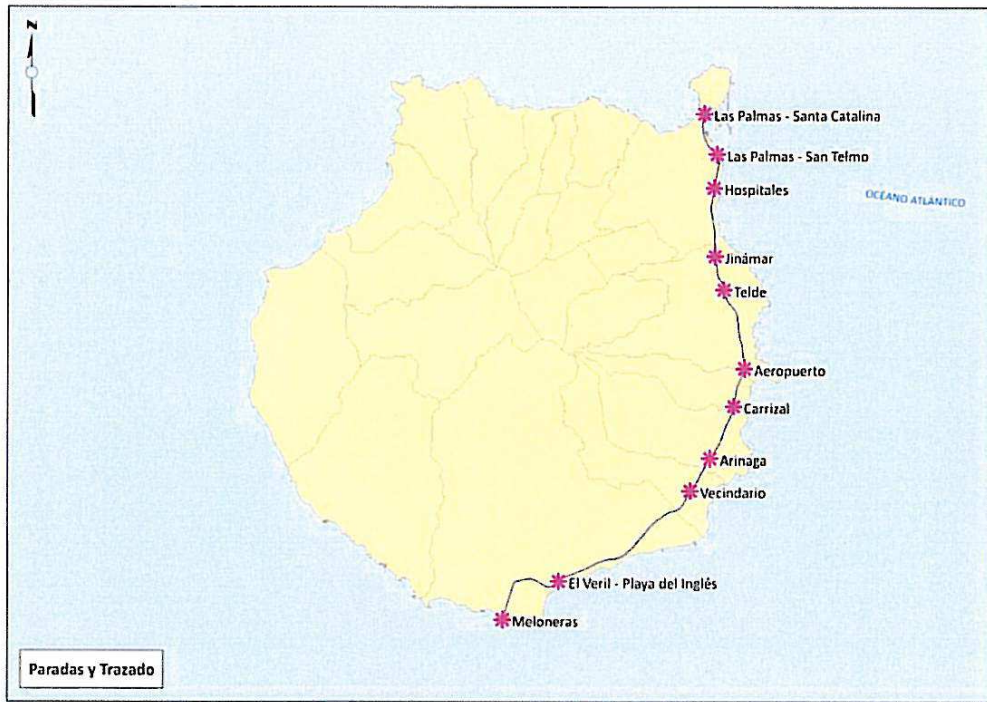 N
Las Palmas - Santa Catalina
Las Palmas - San Telmo
Hospitales
OCÉANO ATLÁNTICO
Jinámar
Telde
Aeropuerto
Carrizal
Arinaga
Vecindario
El Veril - Playa del Inglés
Meloneras
Paradas y Trazado